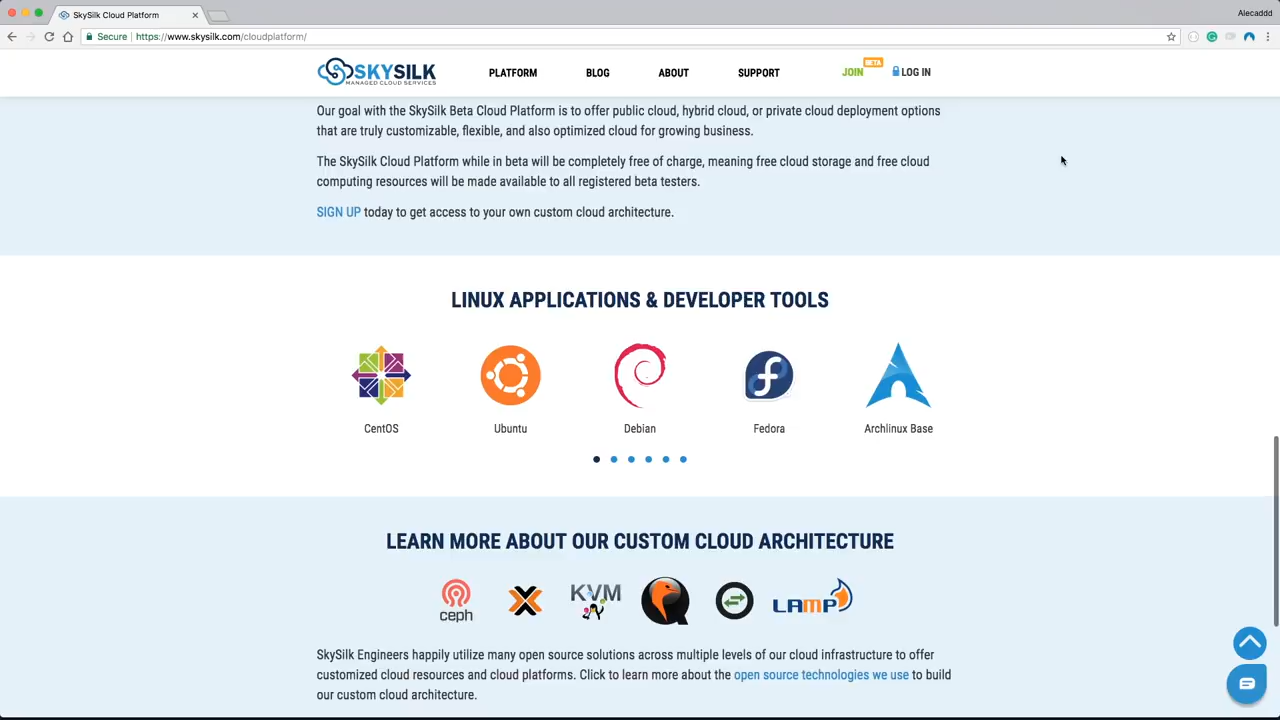 SkySilk Cloud Platform
Alecaddd
Secure
https://www.skysilk.com/cloudplatform/
SKYSILK
MANAGED CLOUD SERVICES
PLATFORM
BLOG
ABOUT
SUPPORT
JOIN
BETA
LOG IN
Our goal with the SkySilk Beta Cloud Platform is to offer public cloud, hybrid cloud, or private cloud deployment options
that are truly customizable, flexible, and also optimized cloud for growing business.
The SkySilk Cloud Platform while in beta will be completely free of charge, meaning free cloud storage and free cloud
computing resources will be made available to all registered beta testers.
SIGN UP today to get access to your own custom cloud architecture.
LINUX APPLICATIONS & DEVELOPER TOOLS
CentOS
Ubuntu
Debian
Fedora
Archlinux Base
LEARN MORE ABOUT OUR CUSTOM CLOUD ARCHITECTURE
ceph
KVM
LAMP
SkySilk Engineers happily utilize many open source solutions across multiple levels of our cloud infrastructure to offer
customized cloud resources and cloud platforms. Click to learn more about the open source technologies we use to build
our custom cloud architecture.